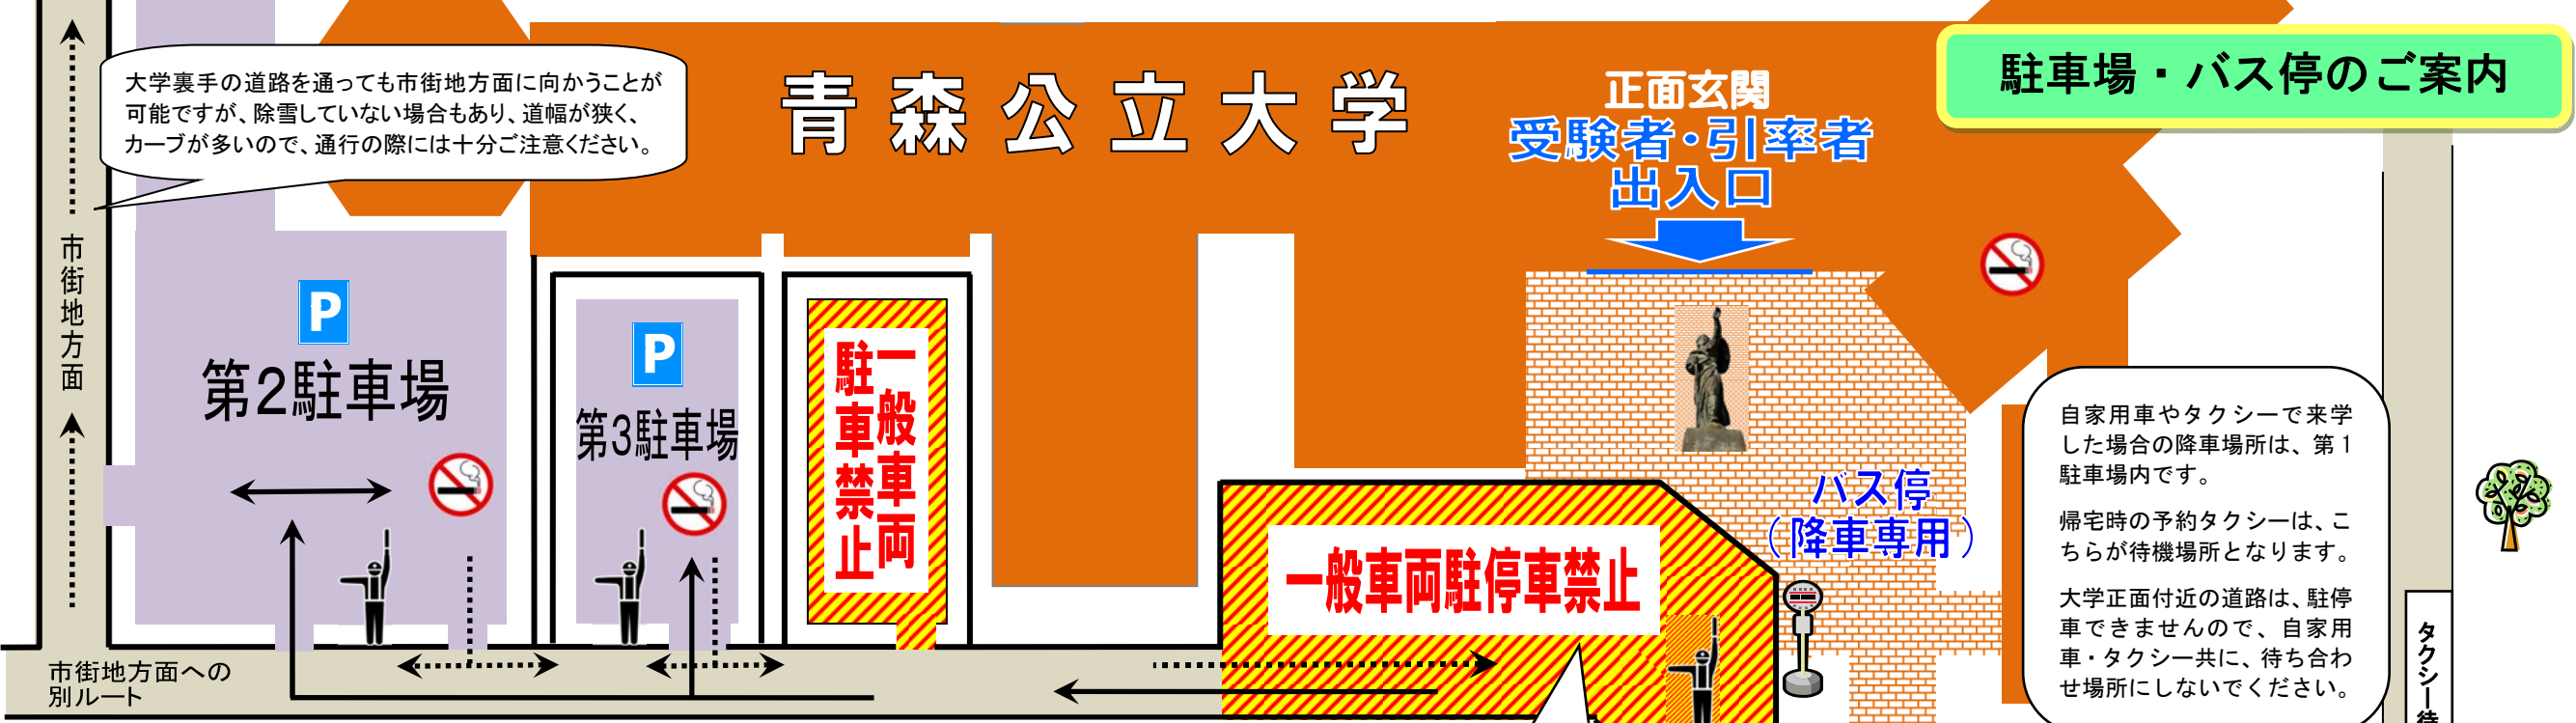 駐車場・バス停のご案内
大学裏手の道路を通っても市街地方面に向かうことが
可能ですが、除雪していない場合もあり、道幅が狭く、
カーブが多いので、通行の際には十分ご注意ください。
青森公立大学
正面玄関
受験者・引率者
出入口
市街地方面
P
第2駐車場
P
第3駐車場
一般車両
駐車禁止
バス停
（降車専用）
一般車両駐停車禁止
自家用車やタクシーで来学
した場合の降車場所は、第1
駐車場内です。
帰宅時の予約タクシーは、こ
ちらが待機場所となります。
大学正面付近の道路は、駐停
車できませんので、自家用
車・タクシー共に、待ち合わ
せ場所にしないでください。
市街地方面への
別ルート
タクシー待